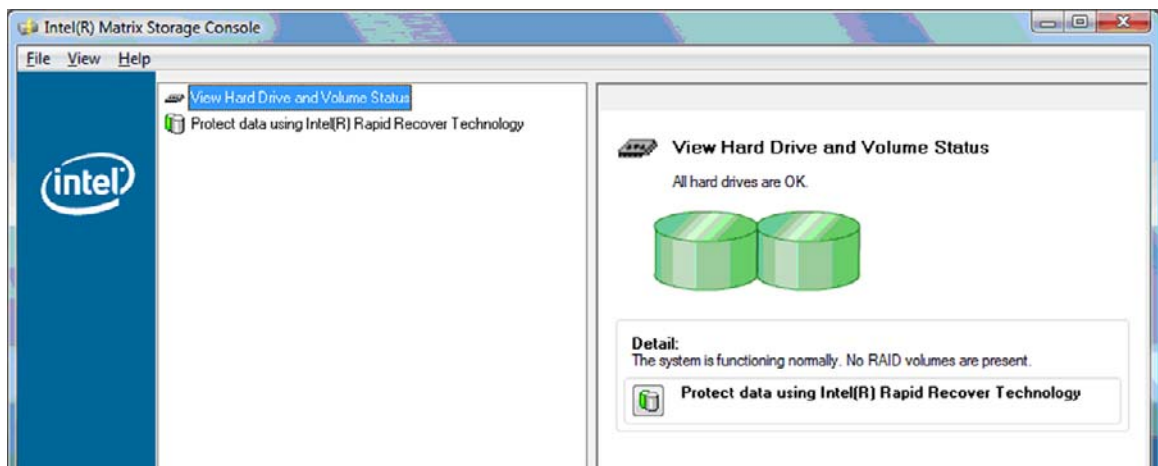 Intel(R) Matrix Storage Console
File View Help
View Hard Drive and Volume Status
Protect data using Intel(R) Rapid Recover Technology
intel
View Hard Drive and Volume Status
All hard drives are OK.
Detail:
The system is functioning normally. No RAID volumes are present.
Protect data using Intel(R) Rapid Recover Technology